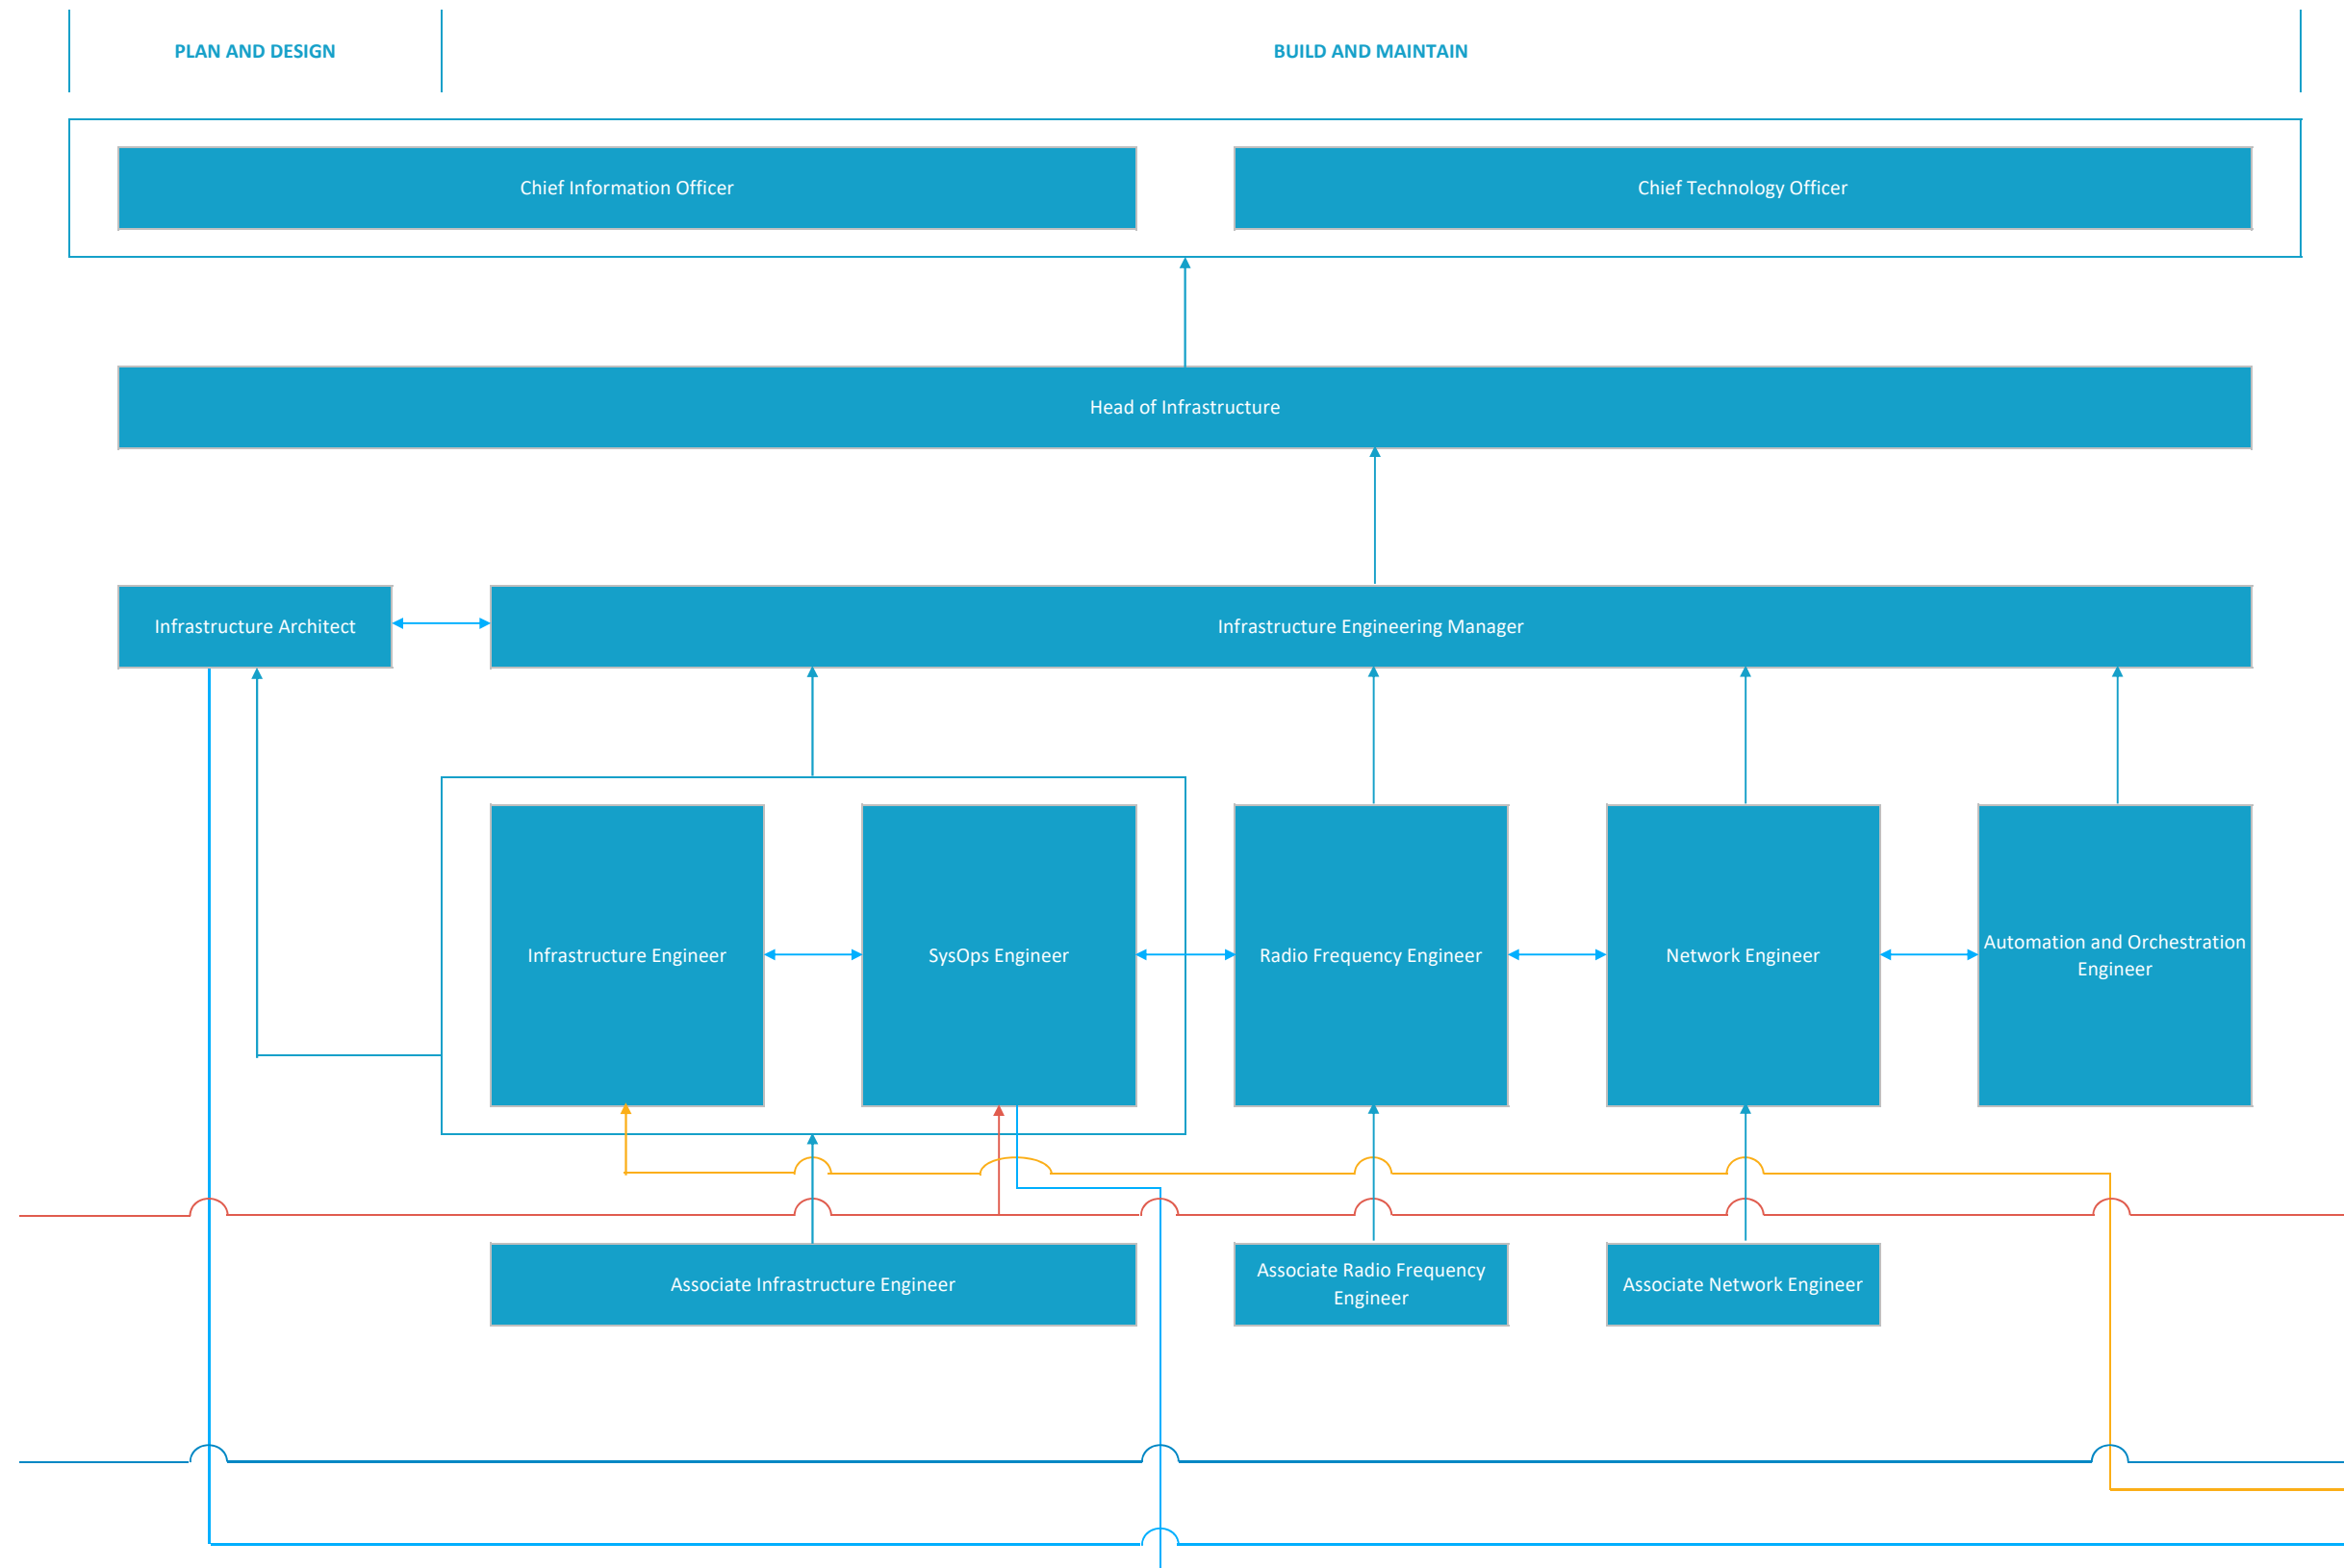 PLAN AND DESIGN
BUILD AND MAINTAIN
Chief Information Officer
Chief Technology Officer
Head of Infrastructure
Infrastructure Architect
Infrastructure Engineering Manager
Infrastructure Engineer
SysOps Engineer
Radio Frequency Engineer
Network Engineer
Automation and Orchestration
Engineer
Associate Infrastructure Engineer
Associate Radio Frequency
Engineer
Associate Network Engineer